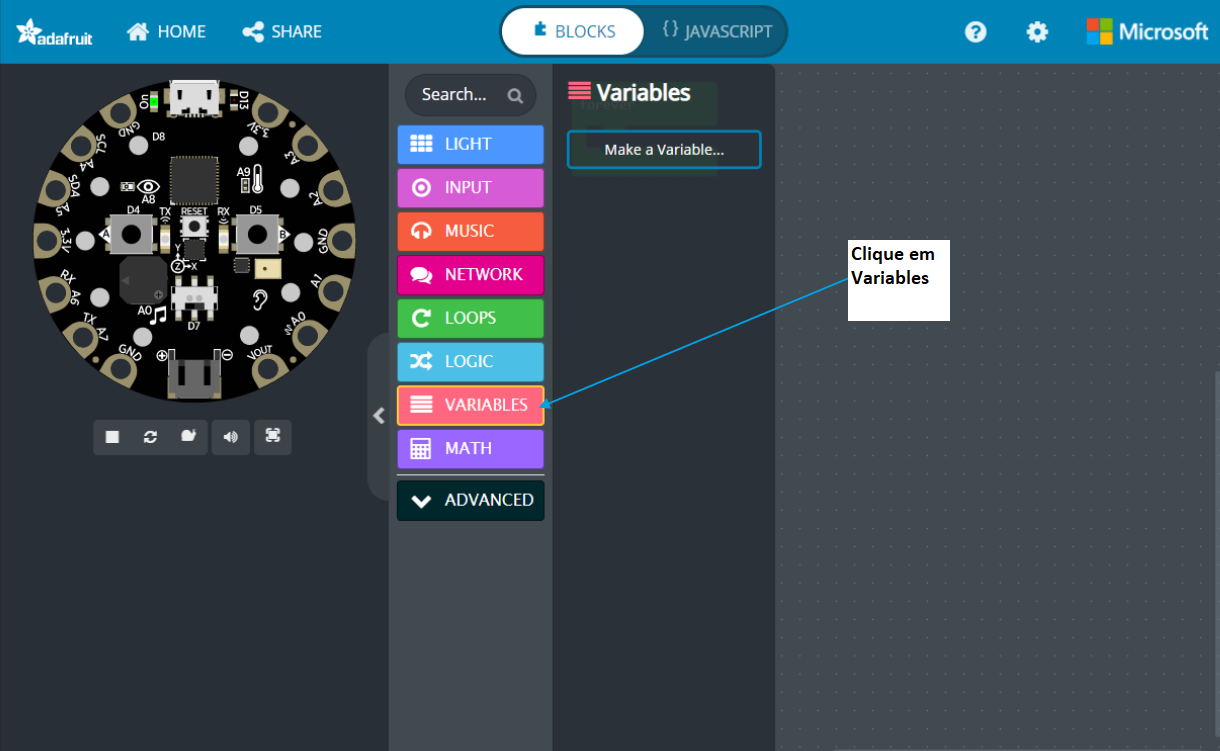 adafruit
HOME
SHARE
BLOCKS
{} JAVASCRIPT
?
Microsoft
On
D13
GND
D8
3.3V
SCL
A4
SDA
A5
3.3V
RX
A6
TX
A7
GND
A3
A2
GND
A1
A0
VOUT
A8
A9
D4
TX
RESET
RX
D5
A
B
Y
Z
X
A0
D7
Search...
LIGHT
INPUT
MUSIC
NETWORK
LOOPS
LOGIC
VARIABLES
MATH
ADVANCED
Variables
Make a Variable...
Clique em
Variables